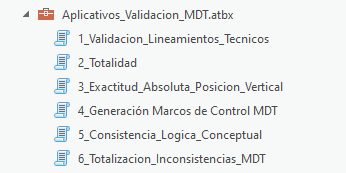 Aplicativos_Validacion_MDT.atbx
1_Validacion_Lineamientos_Tecnicos
2_Totalidad
3_Exactitud_Absoluta_Posicion_Vertical
4_Generación Marcos de Control MDT
5_Consistencia_Logica_Conceptual
6_Totalizacion_Inconsistencias_MDT